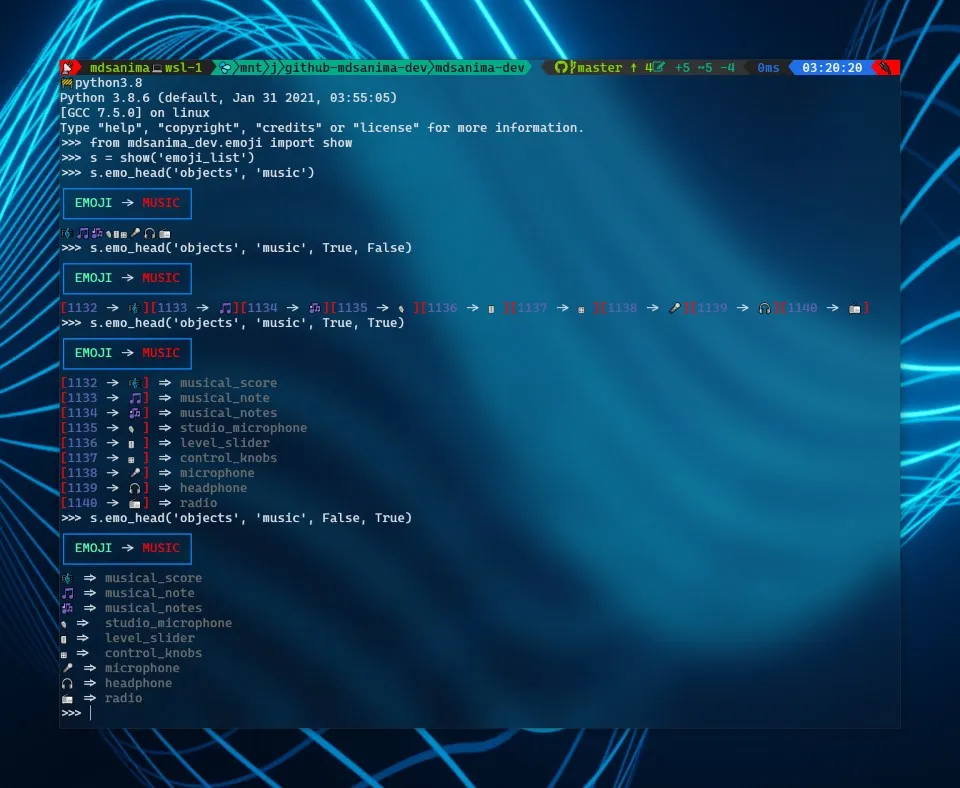 mdsanima wsl-1 mnt j github-mdsanima-dev mdsanima-dev master ↑ 4 +5 ~5 -4 0ms 03:20:20
python3.8
Python 3.8.6 (default, Jan 31 2021, 03:55:05)
[GCC 7.5.0] on linux
Type "help", "copyright", "credits" or "license" for more information.
>>> from mdsanima_dev.emoji import show
>>> s = show('emoji_list')
>>> s.emo_head('objects', 'music')
EMOJI → MUSIC
🎼🎵🎶🎙🎚🎛🎤🎧📻
>>> s.emo_head('objects', 'music', True, False)
EMOJI → MUSIC
[1132 → 🎼][1133 → 🎵][1134 → 🎶][1135 → 🎙 ][1136 → 🎚 ][1137 → 🎛 ][1138 → 🎤][1139 → 🎧][1140 → 📻]
>>> s.emo_head('objects', 'music', True, True)
EMOJI → MUSIC
[1132 → 🎼] ⇒ musical_score
[1133 → 🎵] ⇒ musical_note
[1134 → 🎶] ⇒ musical_notes
[1135 → 🎙 ] ⇒ studio_microphone
[1136 → 🎚 ] ⇒ level_slider
[1137 → 🎛 ] ⇒ control_knobs
[1138 → 🎤] ⇒ microphone
[1139 → 🎧] ⇒ headphone
[1140 → 📻] ⇒ radio
>>> s.emo_head('objects', 'music', False, True)
EMOJI → MUSIC
🎼 ⇒ musical_score
🎵 ⇒ musical_note
🎶 ⇒ musical_notes
🎙 ⇒ studio_microphone
🎚 ⇒ level_slider
🎛 ⇒ control_knobs
🎤 ⇒ microphone
🎧 ⇒ headphone
📻 ⇒ radio
>>>